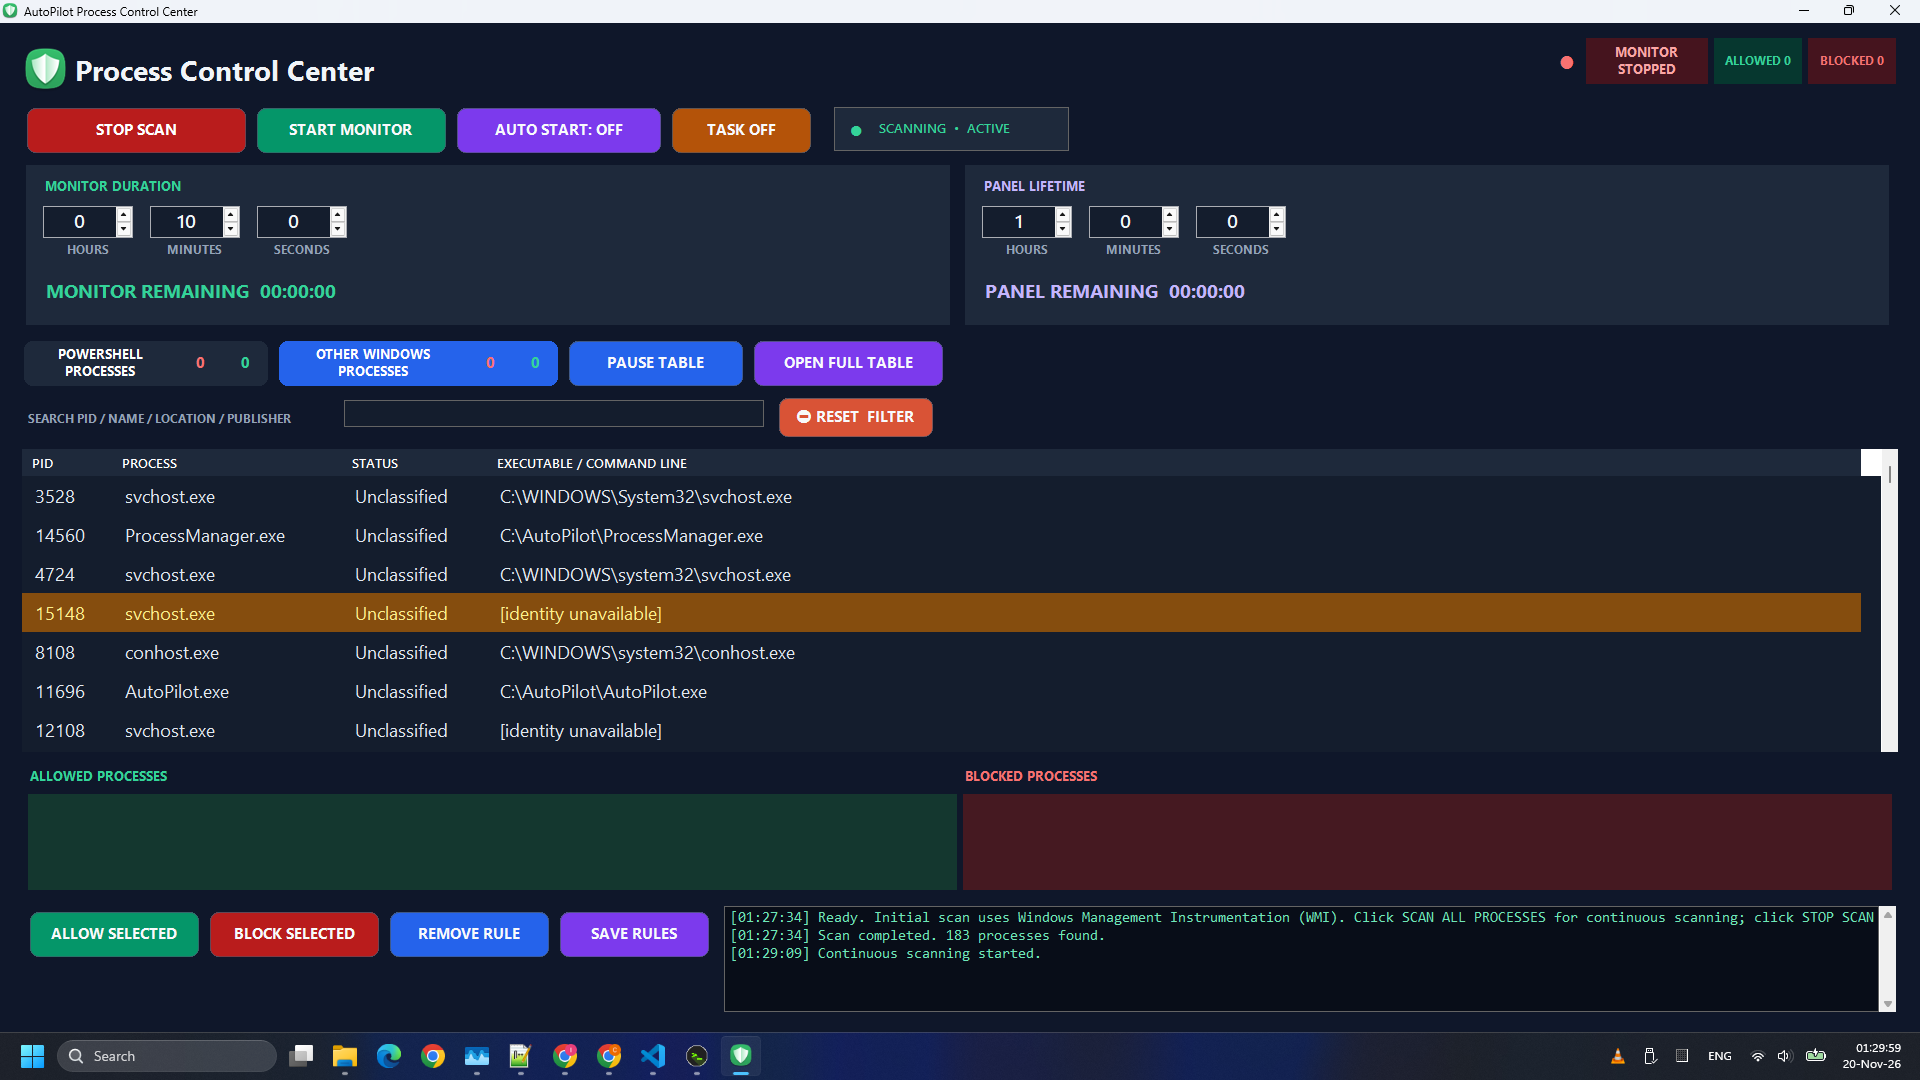 AutoPilot Process Control Center
Process Control Center
MONITOR
STOPPED
ALLOWED 0
BLOCKED 0
STOP SCAN
START MONITOR
AUTO START: OFF
TASK OFF
SCANNING • ACTIVE
MONITOR DURATION
0
10
0
HOURS
MINUTES
SECONDS
MONITOR REMAINING 00:00:00
PANEL LIFETIME
1
0
0
HOURS
MINUTES
SECONDS
PANEL REMAINING 00:00:00
POWERSHELL
PROCESSES
0
0
OTHER WINDOWS
PROCESSES
0
0
PAUSE TABLE
OPEN FULL TABLE
SEARCH PID / NAME / LOCATION / PUBLISHER
RESET FILTER
PID PROCESS STATUS EXECUTABLE / COMMAND LINE
3528 svchost.exe Unclassified C:\WINDOWS\System32\svchost.exe
14560 ProcessManager.exe Unclassified C:\AutoPilot\ProcessManager.exe
4724 svchost.exe Unclassified C:\WINDOWS\system32\svchost.exe
15148 svchost.exe Unclassified [identity unavailable]
8108 conhost.exe Unclassified C:\WINDOWS\system32\conhost.exe
11696 AutoPilot.exe Unclassified C:\AutoPilot\AutoPilot.exe
12108 svchost.exe Unclassified [identity unavailable]
ALLOWED PROCESSES
BLOCKED PROCESSES
ALLOW SELECTED
BLOCK SELECTED
REMOVE RULE
SAVE RULES
[01:27:34] Ready. Initial scan uses Windows Management Instrumentation (WMI). Click SCAN ALL PROCESSES for continuous scanning; click STOP SCAN
[01:27:34] Scan completed. 183 processes found.
[01:29:09] Continuous scanning started.
Search
ENG
01:29:59
20-Nov-26